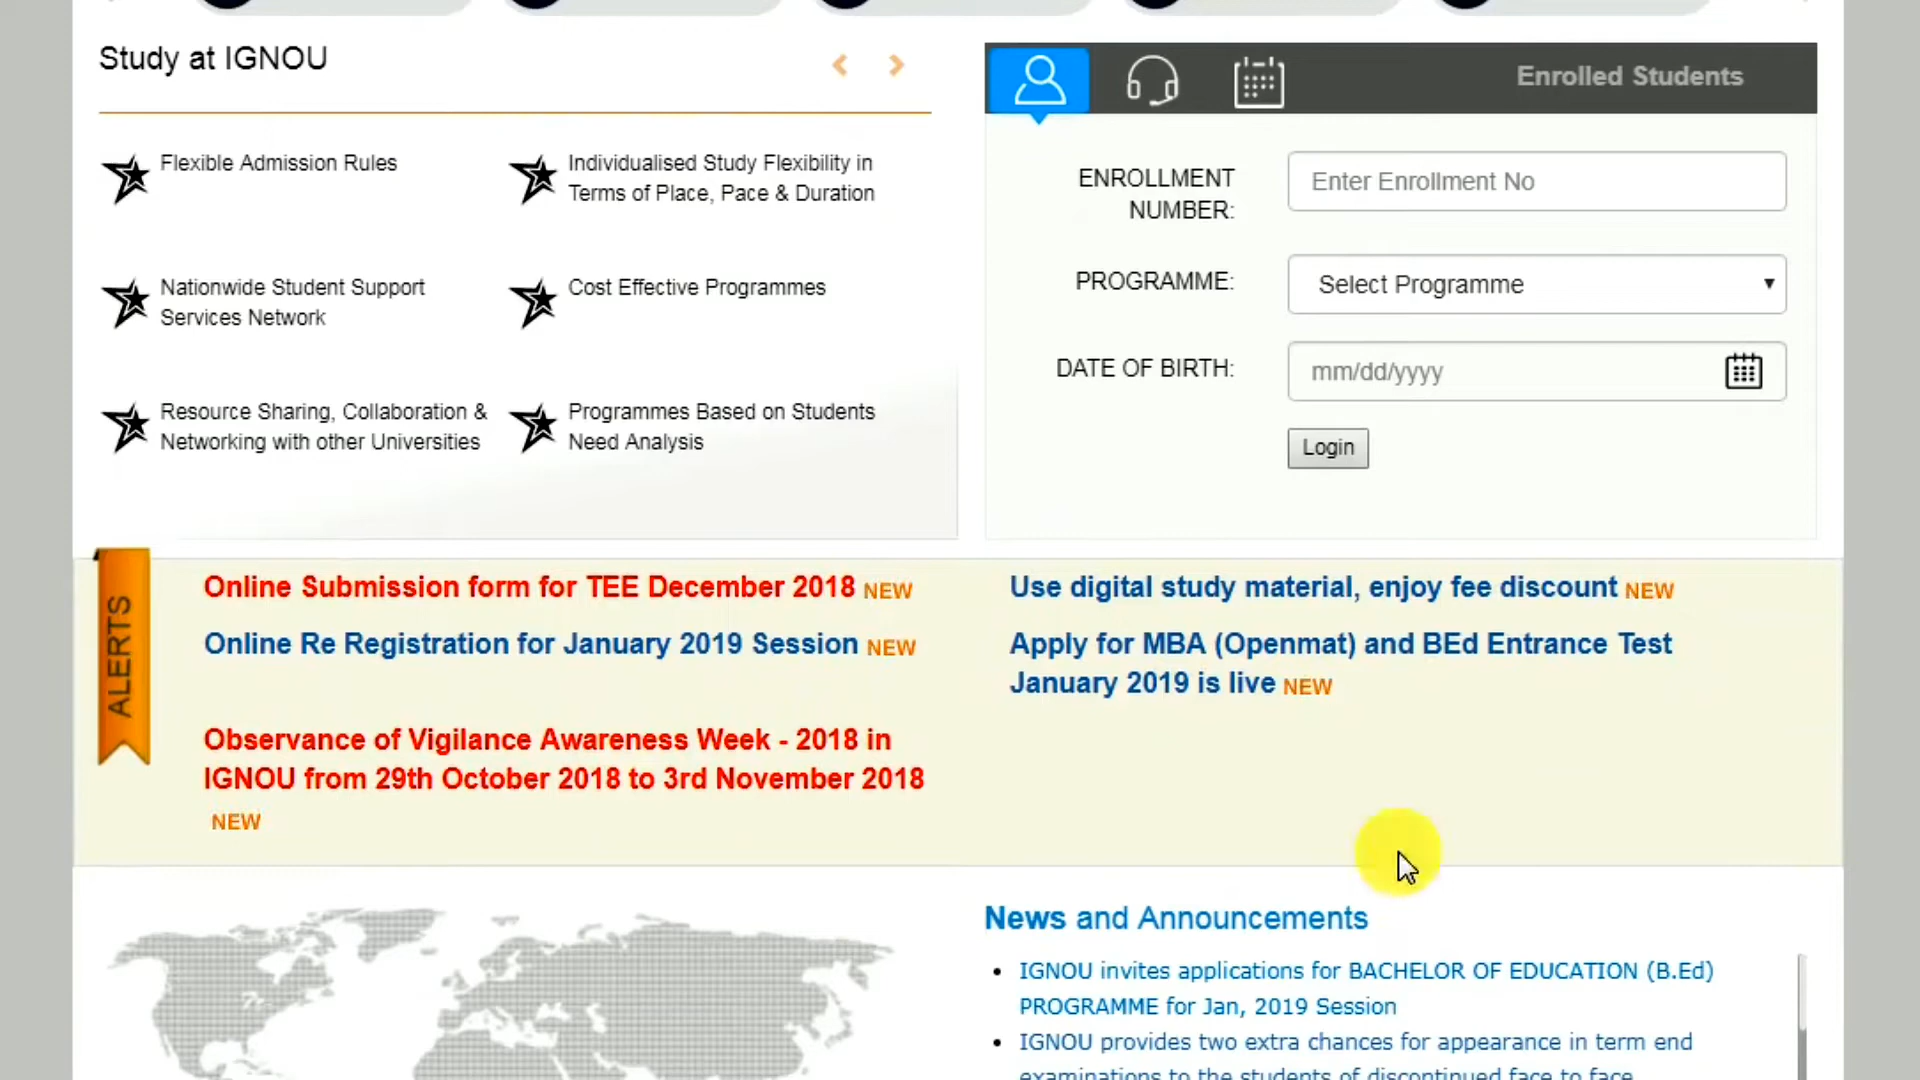 Study at IGNOU
Flexible Admission Rules
Individualised Study Flexibility in
Terms of Place, Pace & Duration
Nationwide Student Support
Services Network
Cost Effective Programmes
Resource Sharing, Collaboration &
Networking with other Universities
Programmes Based on Students
Need Analysis
Enrolled Students
ENROLLMENT
NUMBER:
Enter Enrollment No
PROGRAMME:
Select Programme
DATE OF BIRTH:
mm/dd/yyyy
Login
ALERTS
Online Submission form for TEE December 2018 NEW
Online Re Registration for January 2019 Session NEW
Observance of Vigilance Awareness Week - 2018 in
IGNOU from 29th October 2018 to 3rd November 2018
NEW
Use digital study material, enjoy fee discount NEW
Apply for MBA (Openmat) and BEd Entrance Test
January 2019 is live NEW
News and Announcements
IGNOU invites applications for BACHELOR OF EDUCATION (B.Ed)
PROGRAMME for Jan, 2019 Session
IGNOU provides two extra chances for appearance in term end
examinations to the students of discontinued face to face